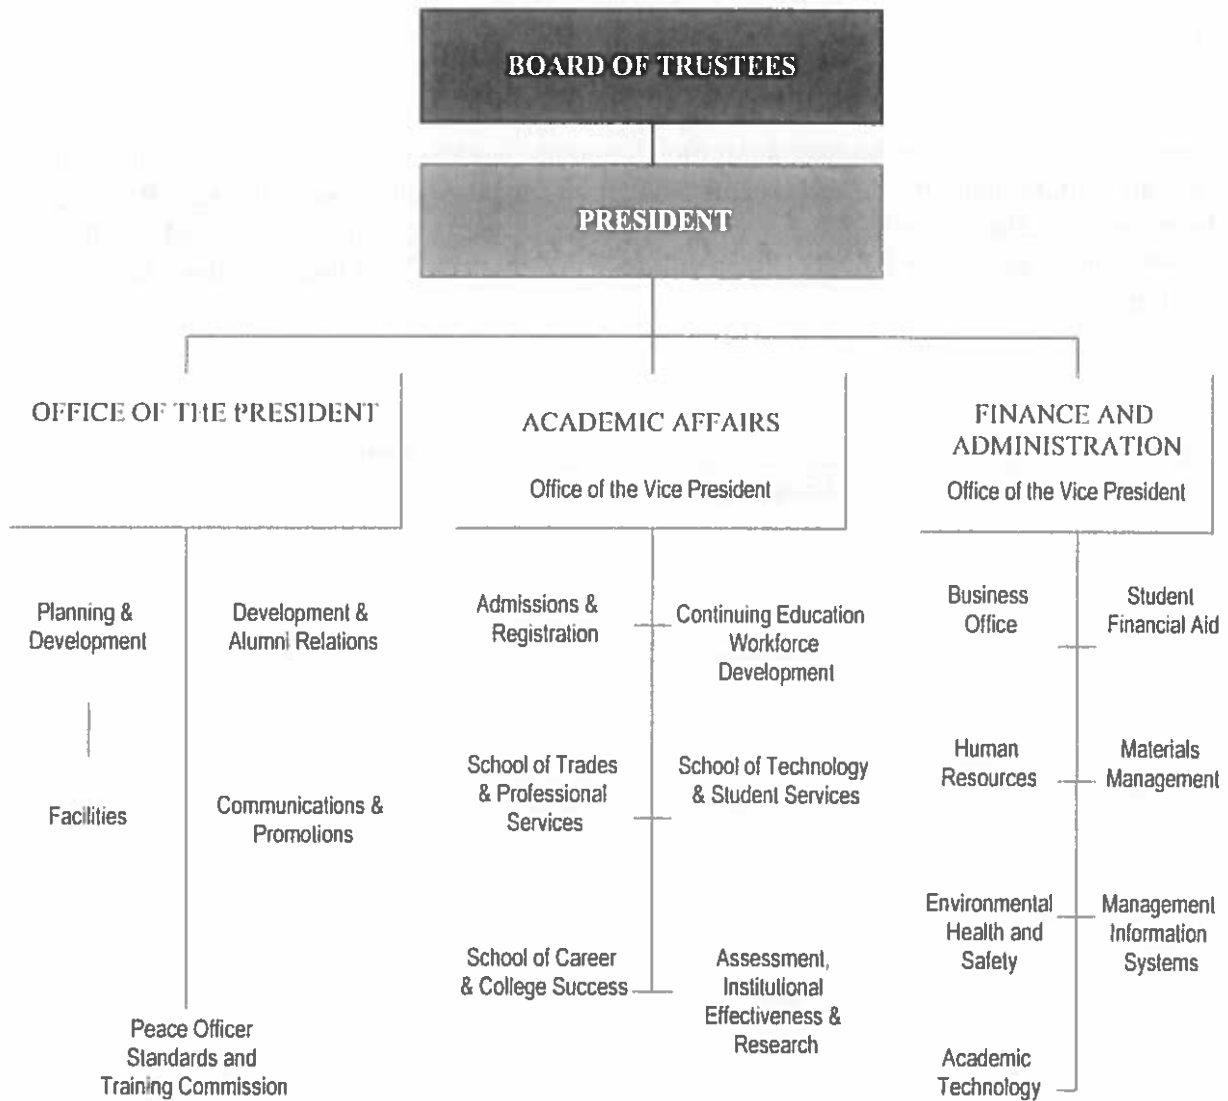 BOARD OF TRUSTEES
PRESIDENT
OFFICE OF THE PRESIDENT
Planning &
Development
Development &
Alumni Relations
Facilities
Communications &
Promotions
Peace Officer
Standards and
Training Commission
ACADEMIC AFFAIRS
Office of the Vice President
Admissions &
Registration
Continuing Education
Workforce
Development
School of Trades
& Professional
Services
School of Technology
& Student Services
School of Career
& College Success
Assessment,
Institutional
Effectiveness &
Research
FINANCE AND
ADMINISTRATION
Office of the Vice President
Business
Office
Student
Financial Aid
Human
Resources
Materials
Management
Environmental
Health and
Safety
Management
Information
Systems
Academic
Technology